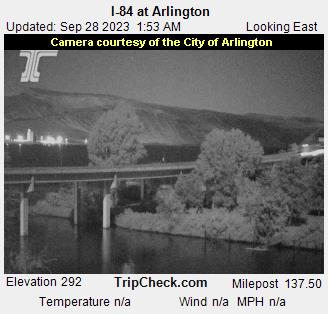 I-84 at Arlington
Updated: Sep 28 2023 1:53 AM Looking East
Camera courtesy of the City of Arlington
Elevation 292 TripCheck.com Milepost 137.50
Temperature n/a Wind n/a MPH n/a